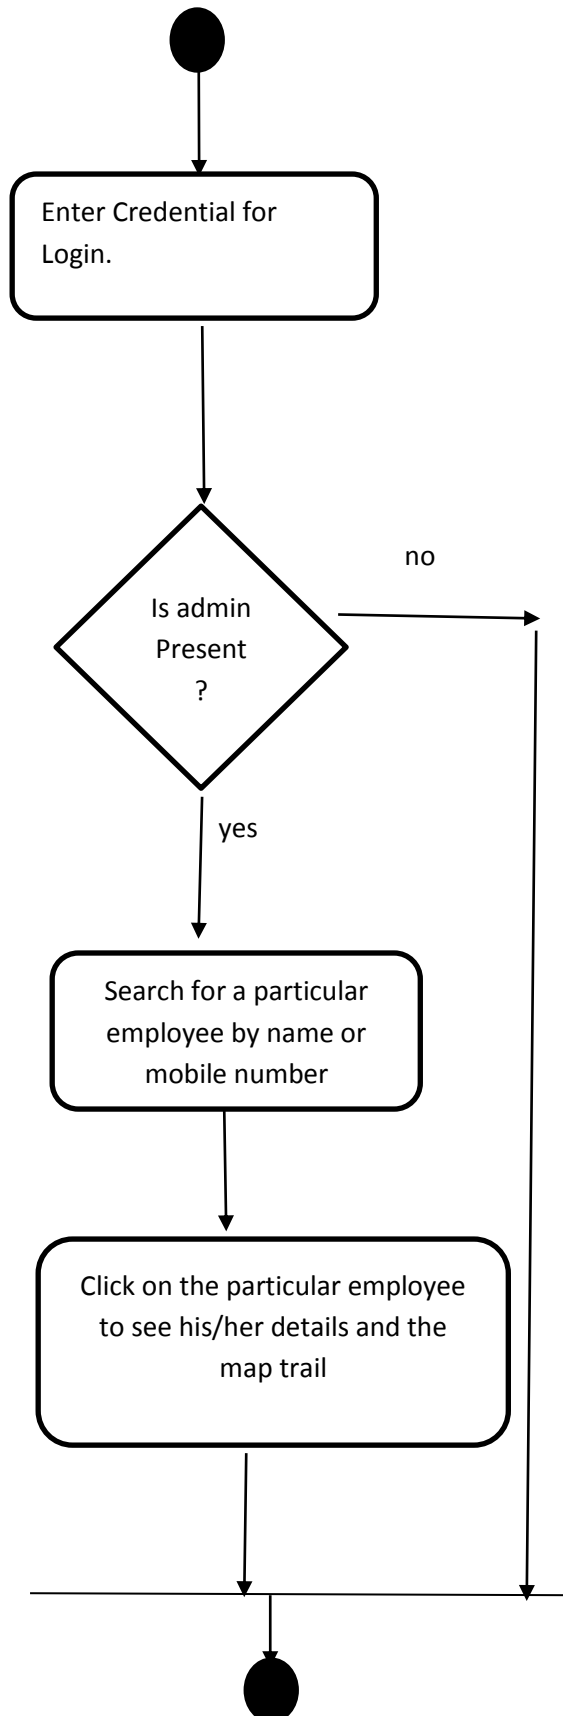 Enter Credential for
Login.
no
Is admin
Present
?
yes
Search for a particular
employee by name or
mobile number
Click on the particular employee
to see his/her details and the
map trail